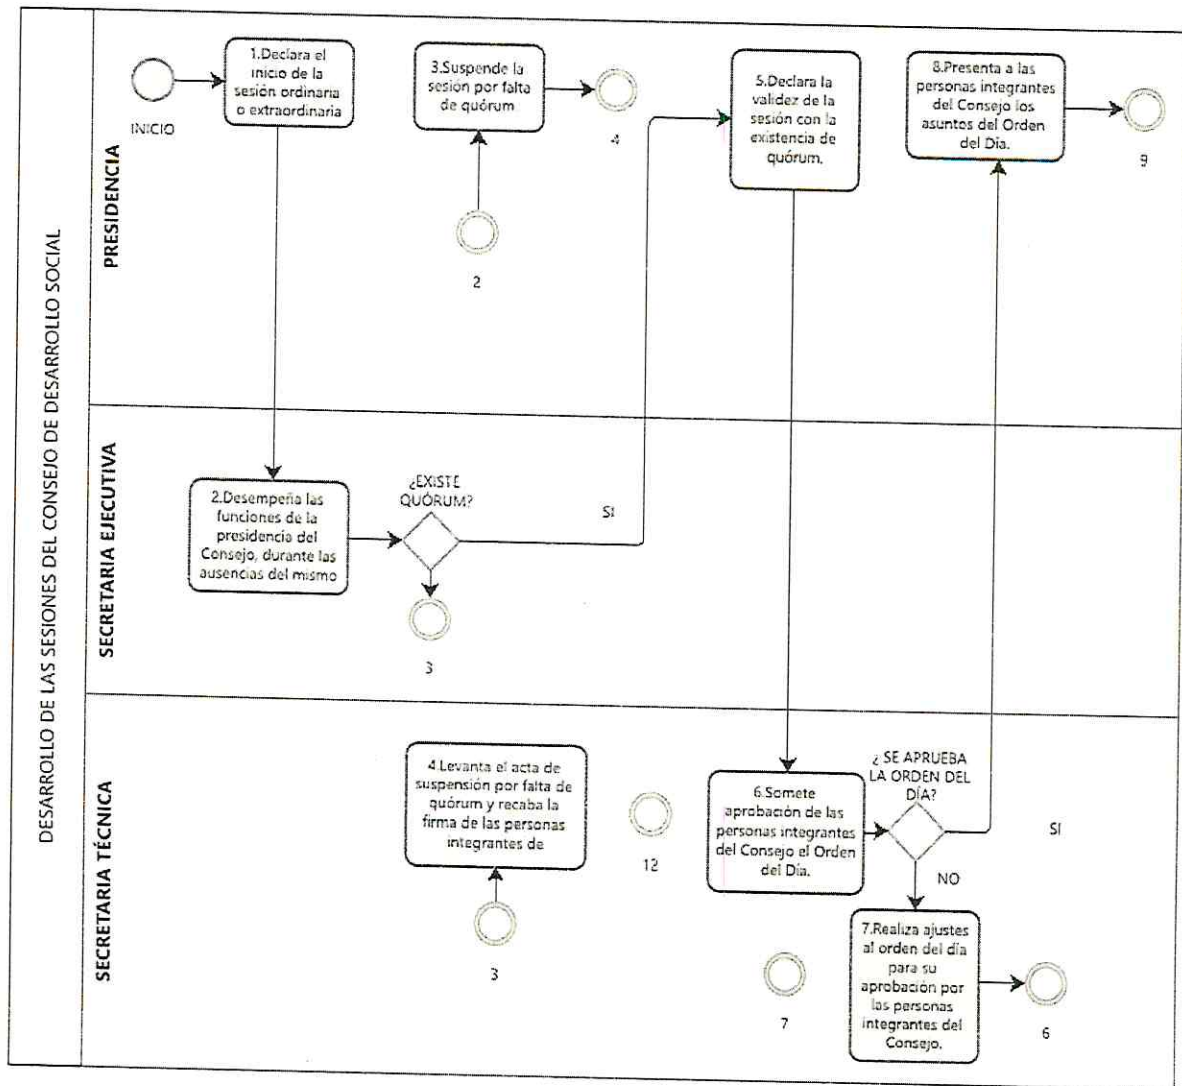 DESARROLLO DE LAS SESIONES DEL CONSEJO DE DESARROLLO SOCIAL
PRESIDENCIA
INICIO
1.Declara el
inicio de la
sesión ordinaria
o extraordinaria
3.Suspende la
sesión por falta
de quórum
4
2
5.Declara la
validez de la
sesión con la
existencia de
quórum.
8.Presenta a las
personas integrantes
del Consejo los
asuntos del Orden
del Día.
9
SECRETARIA EJECUTIVA
2.Desempeña las
funciones de la
presidencia del
Consejo, durante las
ausencias del mismo
¿EXISTE
QUÓRUM?
SI
3
SECRETARIA TÉCNICA
4.Levanta el acta de
suspensión por falta de
quórum y recaba la
firma de las personas
integrantes de
3
12
6.Somete
aprobación de las
personas integrantes
del Consejo el Orden
del Día.
¿ SE APRUEBA
LA ORDEN DEL
DÍA?
SI
NO
7
7.Realiza ajustes
al orden del día
para su
aprobación por
las personas
integrantes del
Consejo.
6